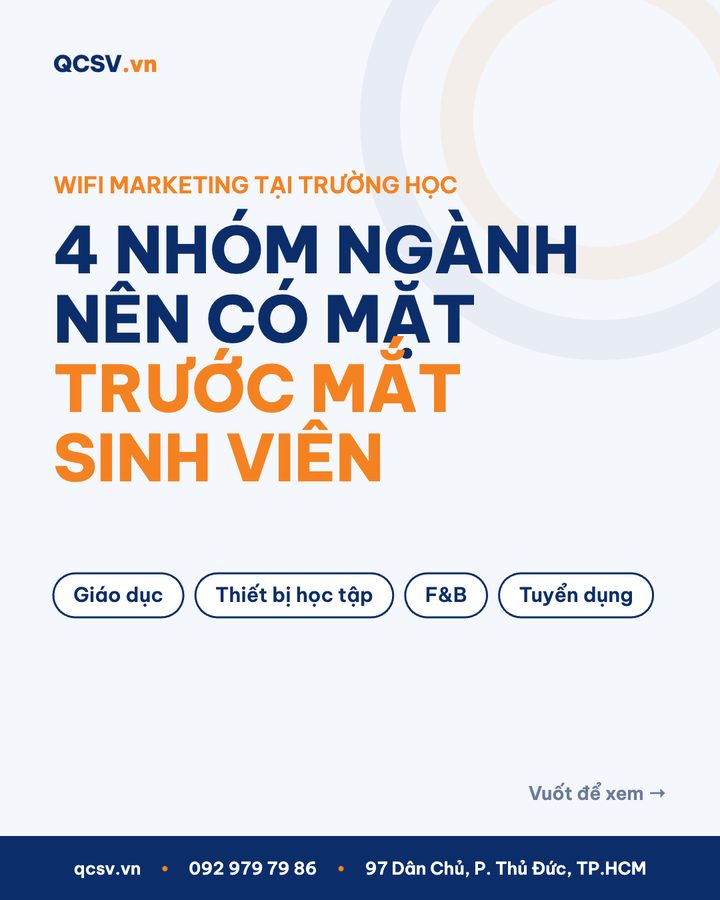 QCSV.vn
WIFI MARKETING TẠI TRƯỜNG HỌC
4 NHÓM NGÀNH
NÊN CÓ MẶT
TRƯỚC MẮT
SINH VIÊN
Giáo dục
Thiết bị học tập
F&B
Tuyển dụng
Vuốt để xem →
qcsv.vn • 092 979 79 86 • 97 Dân Chủ, P. Thủ Đức, TP.HCM